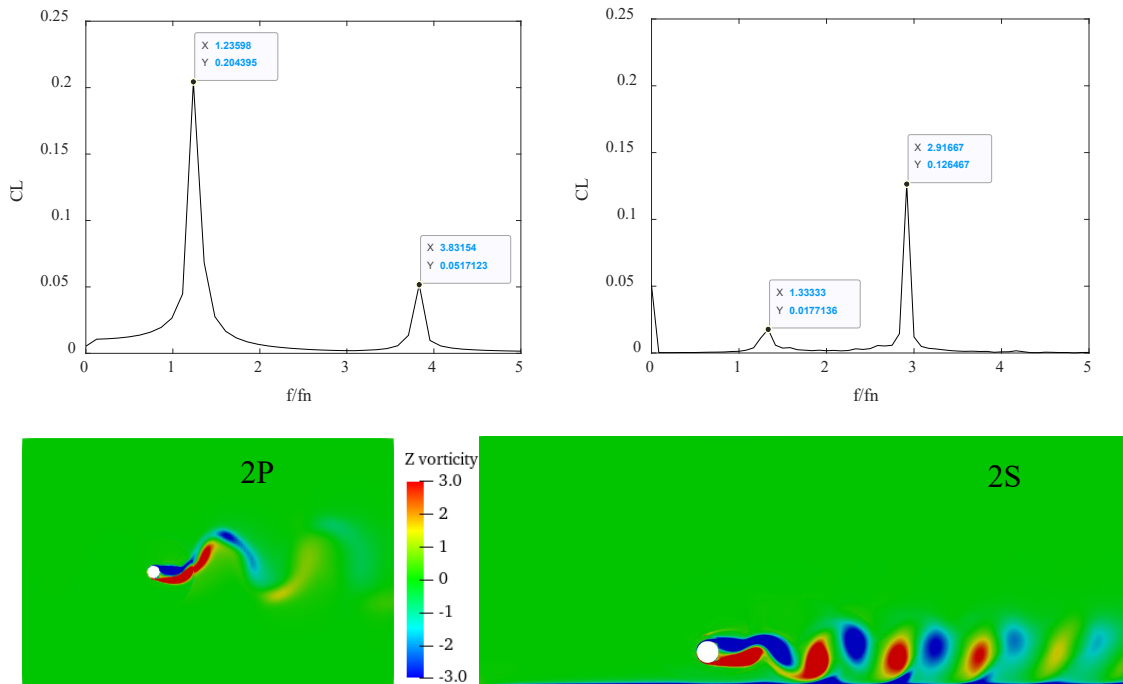 0.25
0.2
0.15
0.1
0.05
0
CL
X 1.23598
Y 0.204395
X 3.83154
Y 0.0517123
0 1 2 3 4 5
f/fn
0.25
0.2
0.15
0.1
0.05
0
CL
X 2.91667
Y 0.126467
X 1.33333
Y 0.0177136
0 1 2 3 4 5
f/fn
2P
Z vorticity
3.0
2
1
0
-1
-2
-3.0
2S